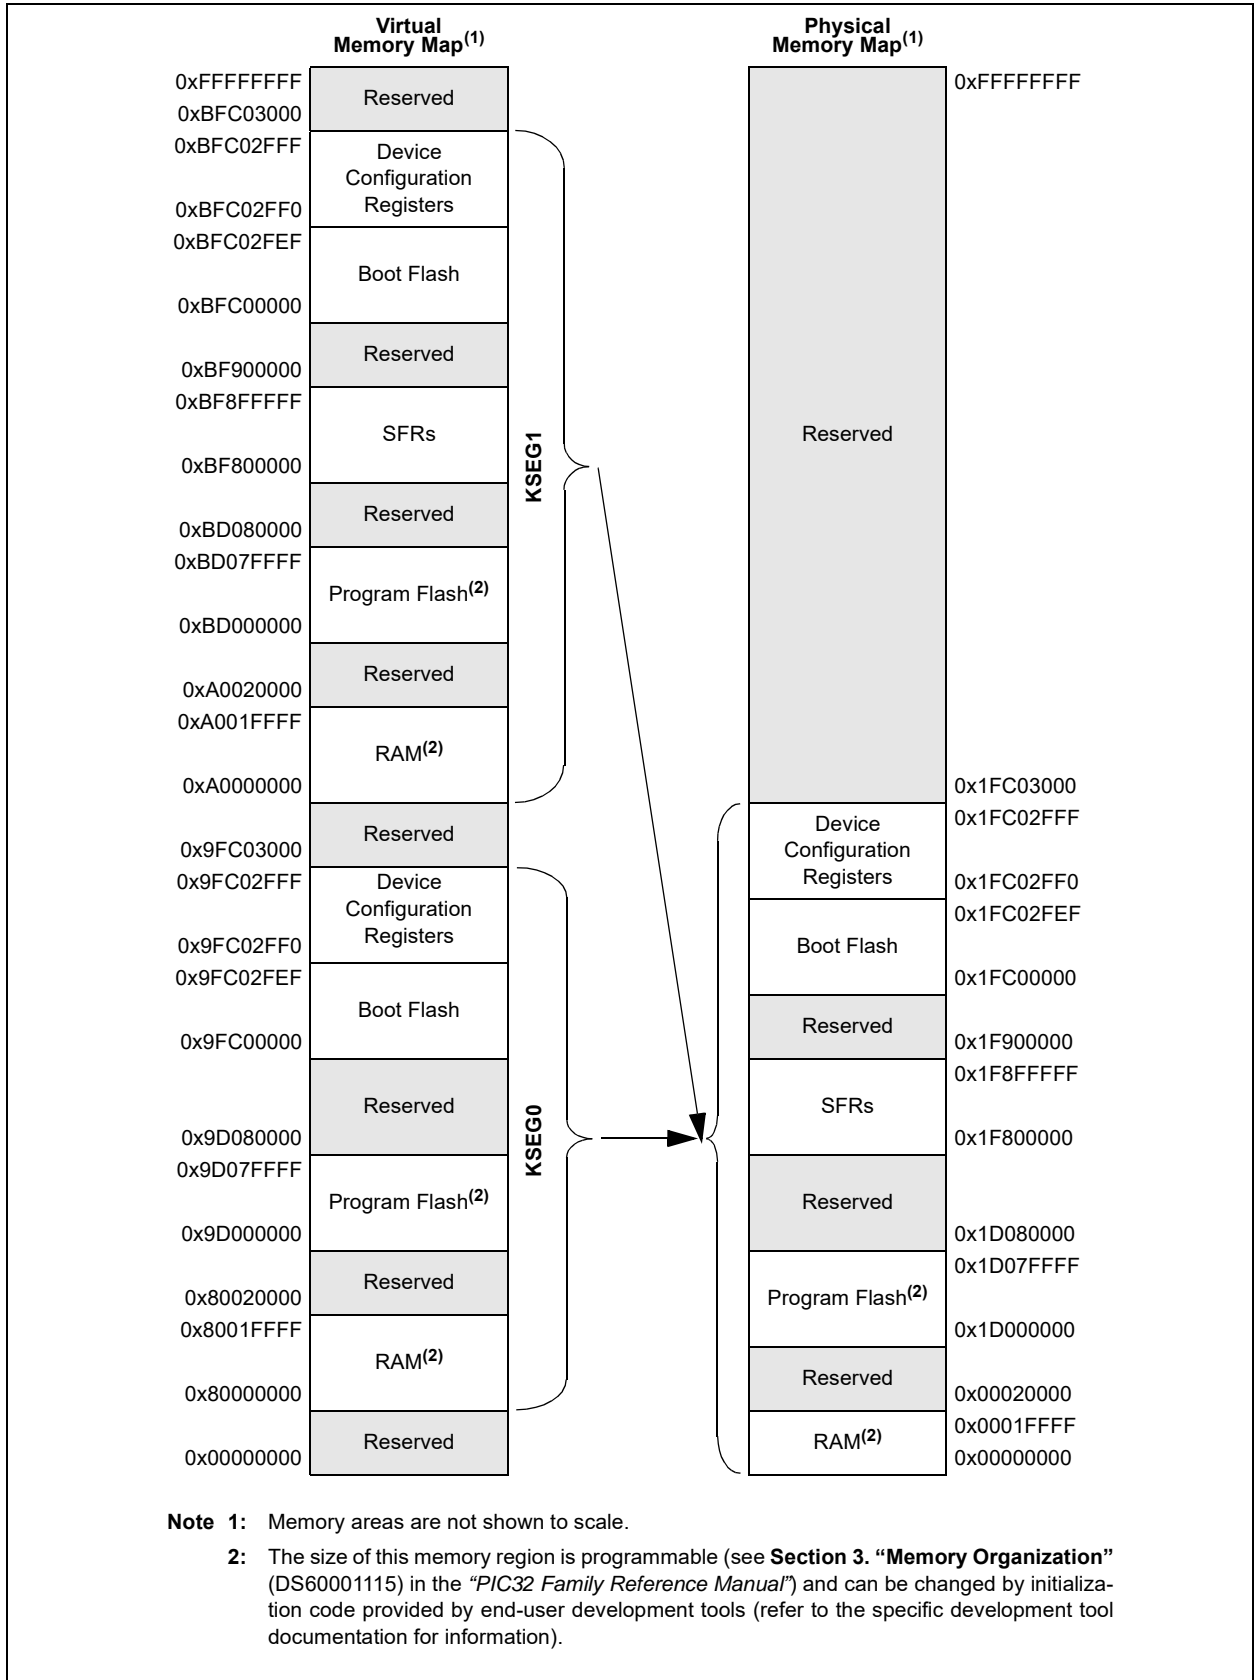 Virtual
Memory Map(1)
Physical
Memory Map(1)
0xFFFFFFFF
Reserved
0xBFC03000
0xBFC02FFF
Device
Configuration
Registers
0xBFC02FF0
0xBFC02FEF
Boot Flash
0xBFC00000
Reserved
0xBF900000
0xBF8FFFFF
SFRs
0xBF800000
Reserved
0xBD080000
0xBD07FFFF
Program Flash(2)
0xBD000000
Reserved
0xA0020000
0xA001FFFF
RAM(2)
0xA0000000
KSEG1
Reserved
0x9FC03000
0x9FC02FFF
Device
Configuration
Registers
0x9FC02FF0
0x9FC02FEF
Boot Flash
0x9FC00000
Reserved
0x9D080000
0x9D07FFFF
Program Flash(2)
0x9D000000
Reserved
0x80020000
0x8001FFFF
RAM(2)
0x80000000
KSEG0
Reserved
0x00000000
0xFFFFFFFF
Reserved
0x1FC03000
0x1FC02FFF
Device
Configuration
Registers
0x1FC02FF0
0x1FC02FEF
Boot Flash
0x1FC00000
Reserved
0x1F900000
0x1F8FFFFF
SFRs
0x1F800000
Reserved
0x1D080000
0x1D07FFFF
Program Flash(2)
0x1D000000
Reserved
0x00020000
0x0001FFFF
RAM(2)
0x00000000
Note 1: Memory areas are not shown to scale.
2: The size of this memory region is programmable (see Section 3. “Memory Organization”
(DS60001115) in the “PIC32 Family Reference Manual”) and can be changed by initializa-
tion code provided by end-user development tools (refer to the specific development tool
documentation for information).